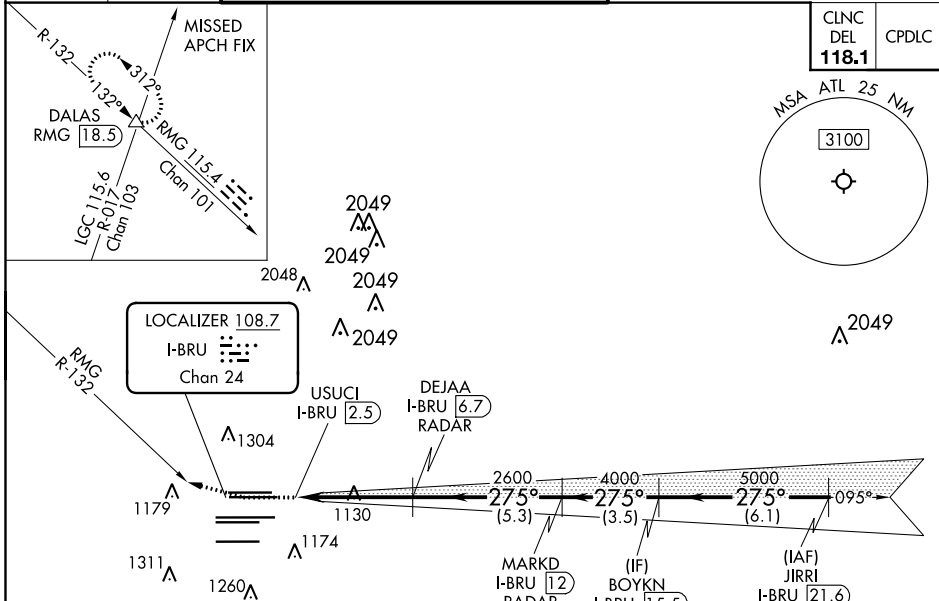 MISSED
APCH FIX
R-132
312°
132°
DALAS
RMG 18.5
RMG 115.4
Chan 101
LGC 115.6
R-017
Chan 103
CLNC
DEL
118.1
CPDLC
MSA ATL 25 NM
3100
2049
2049
2048
2049
2049
2049
LOCALIZER 108.7
I-BRU
Chan 24
RMG
R-132
USUCI
I-BRU 2.5
DEJAA
I-BRU 6.7
RADAR
1304
2600
4000
5000
275°
275°
275°
095°
(5.3)
(3.5)
(6.1)
1179
1130
1174
1311
1260
MARKD
I-BRU 12
RADAR
(IF)
BOYKN
I-BRU 15.5
(IAF)
JIRRI
I-BRU 21.6